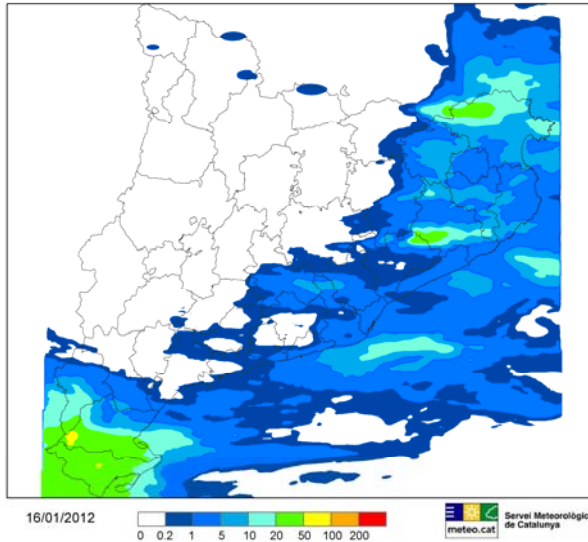 16/01/2012
0 0.2 1 5 10 20 50 100 200
meteo.cat
Servei Meteorològic
de Catalunya